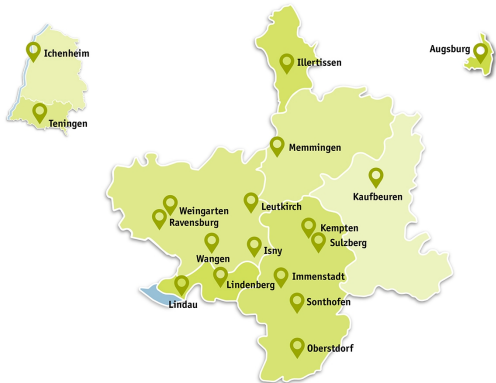 Augsburg
Ichenheim
Illertissen
Teningen
Memmingen
Kaufbeuren
Leutkirch
Weingarten
Ravensburg
Kempten
Sulzberg
Isny
Wangen
Immenstadt
Lindenberg
Lindau
Sonthofen
Oberstdorf